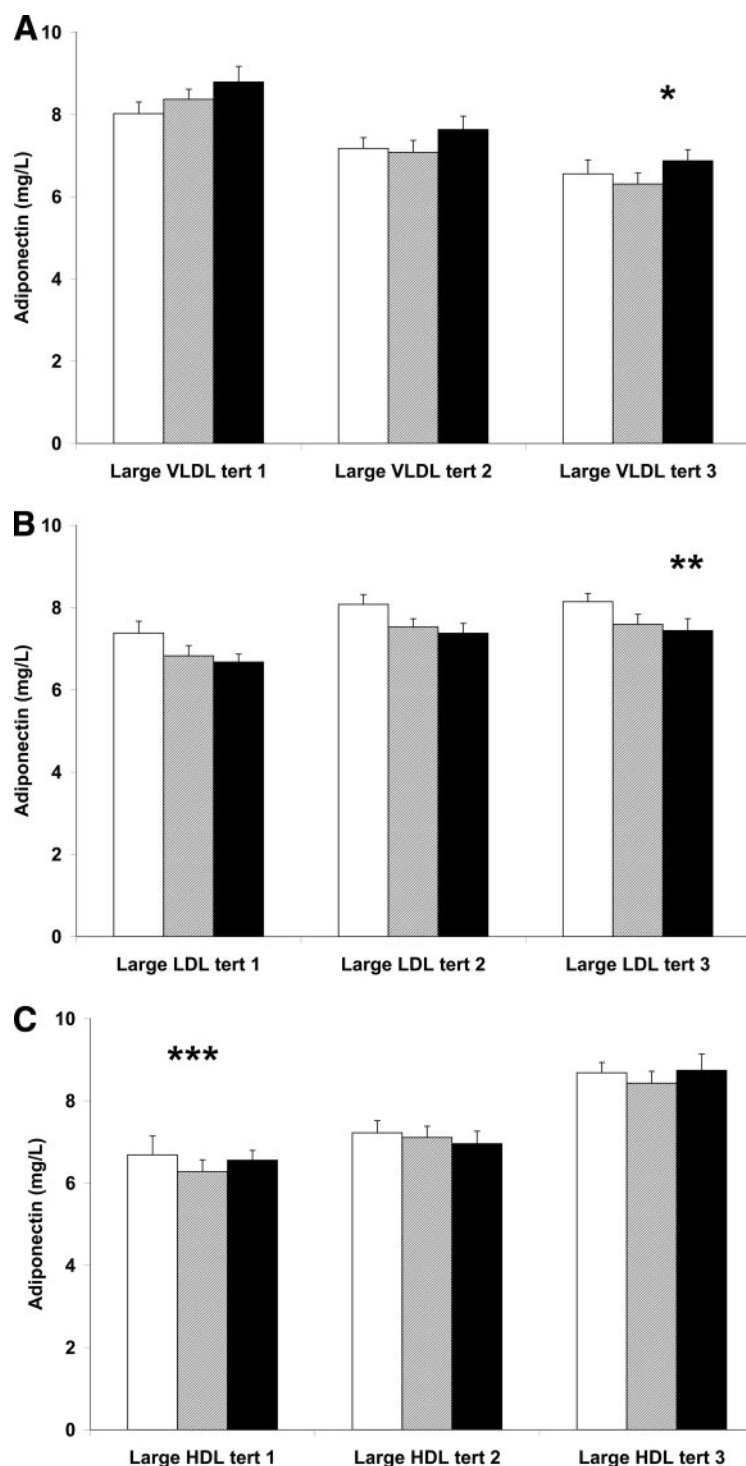 A
10
8
6
4
2
0
Adiponectin (mg/L)
*
Large VLDL tert 1 Large VLDL tert 2 Large VLDL tert 3
B
10
8
6
4
2
0
Adiponectin (mg/L)
**
Large LDL tert 1 Large LDL tert 2 Large LDL tert 3
C
10
8
6
4
2
0
Adiponectin (mg/L)
***
Large HDL tert 1 Large HDL tert 2 Large HDL tert 3